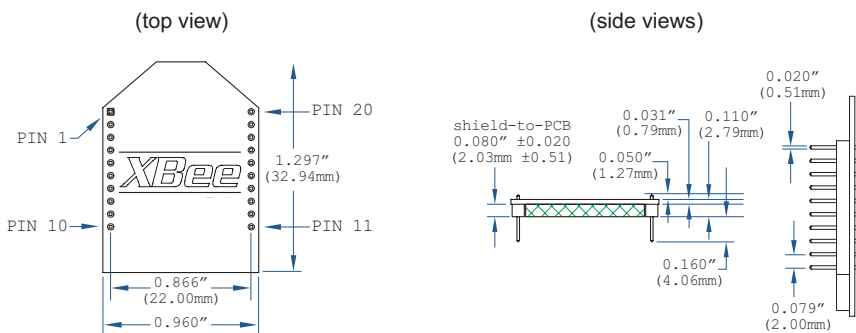 (top view)
(side views)
PIN 1
PIN 20
XBee
1.297"
(32.94mm)
PIN 10
PIN 11
0.866"
(22.00mm)
0.960"
shield-to-PCB
0.080" ±0.020
(2.03mm ±0.51)
0.031"
(0.79mm)
0.050"
(1.27mm)
0.110"
(2.79mm)
0.160"
(4.06mm)
0.020"
(0.51mm)
0.079"
(2.00mm)